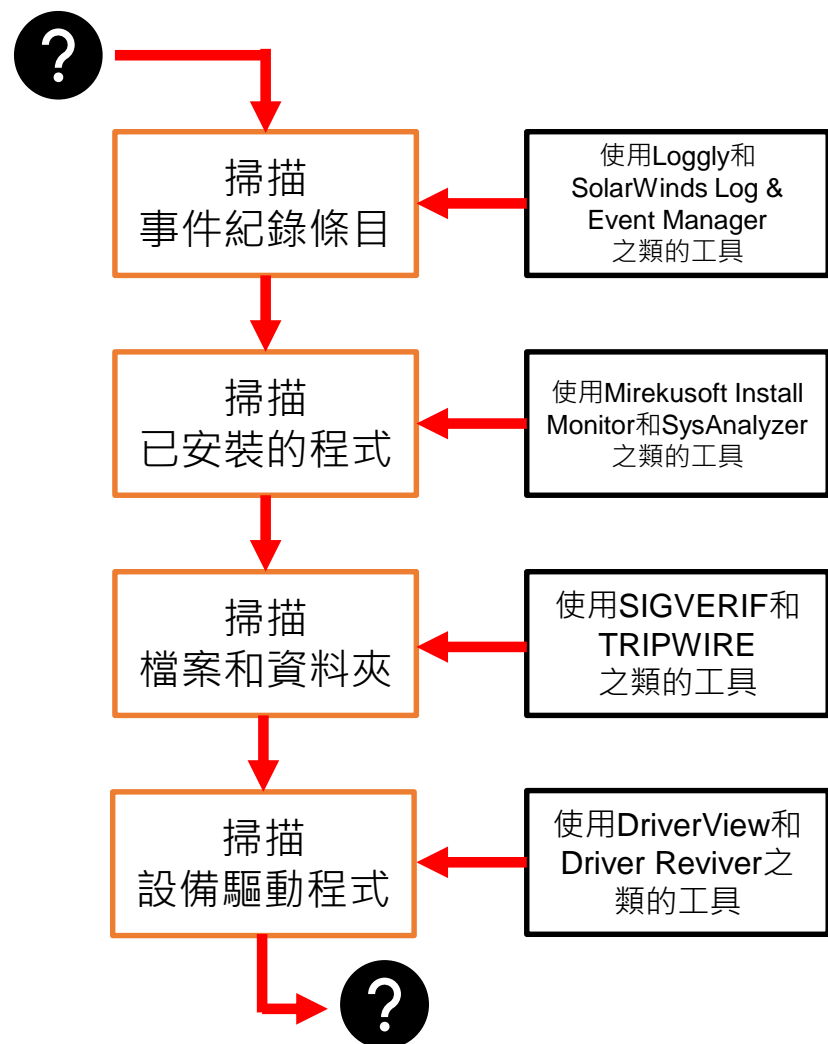 ?
掃描
事件紀錄條目
使用Loggly和
SolarWinds Log &
Event Manager
之類的工具
掃描
已安裝的程式
使用Mirekusoft Install
Monitor和SysAnalyzer
之類的工具
掃描
檔案和資料夾
使用SIGVERIF和
TRIPWIRE
之類的工具
掃描
設備驅動程式
使用DriverView和
Driver Reviver之
類的工具
?